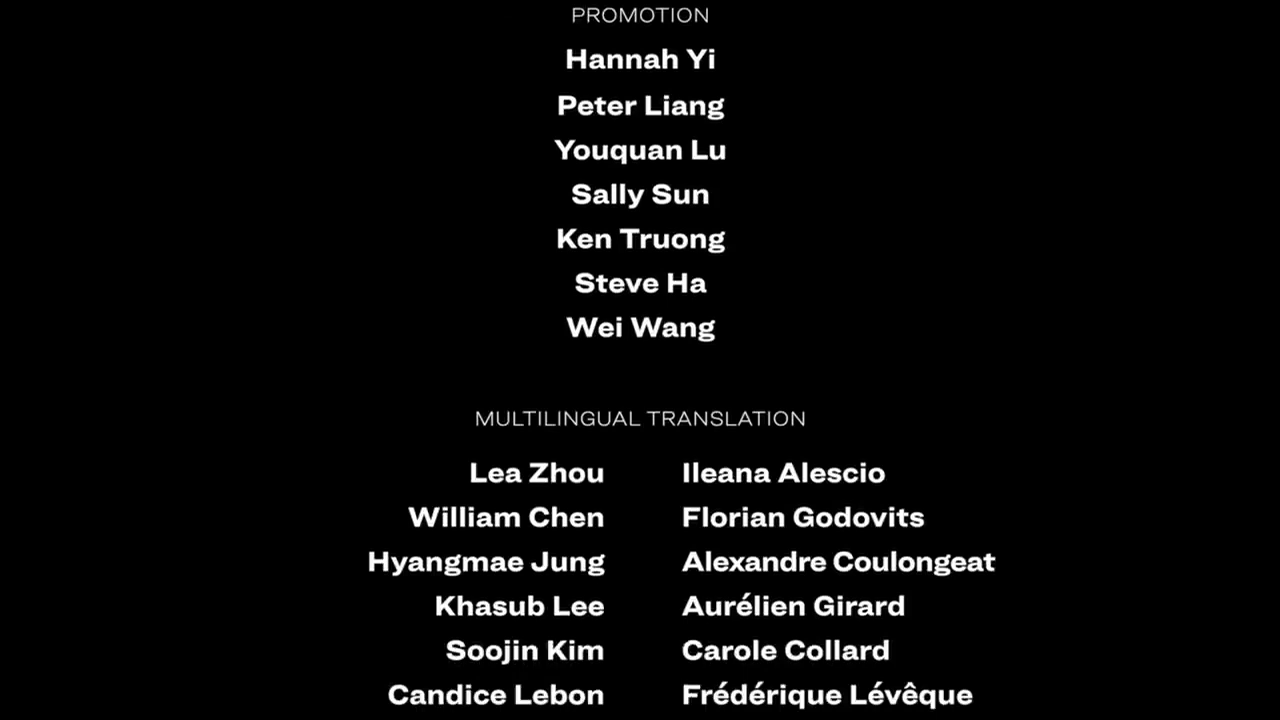 PROMOTION
Hannah Yi
Peter Liang
Youquan Lu
Sally Sun
Ken Truong
Steve Ha
Wei Wang
MULTILINGUAL TRANSLATION
Lea Zhou Ileana Alescio
William Chen Florian Godovits
Hyangmae Jung Alexandre Coulongeat
Khasub Lee Aurélien Girard
Soojin Kim Carole Collard
Candice Lebon Frédérique Lévêque